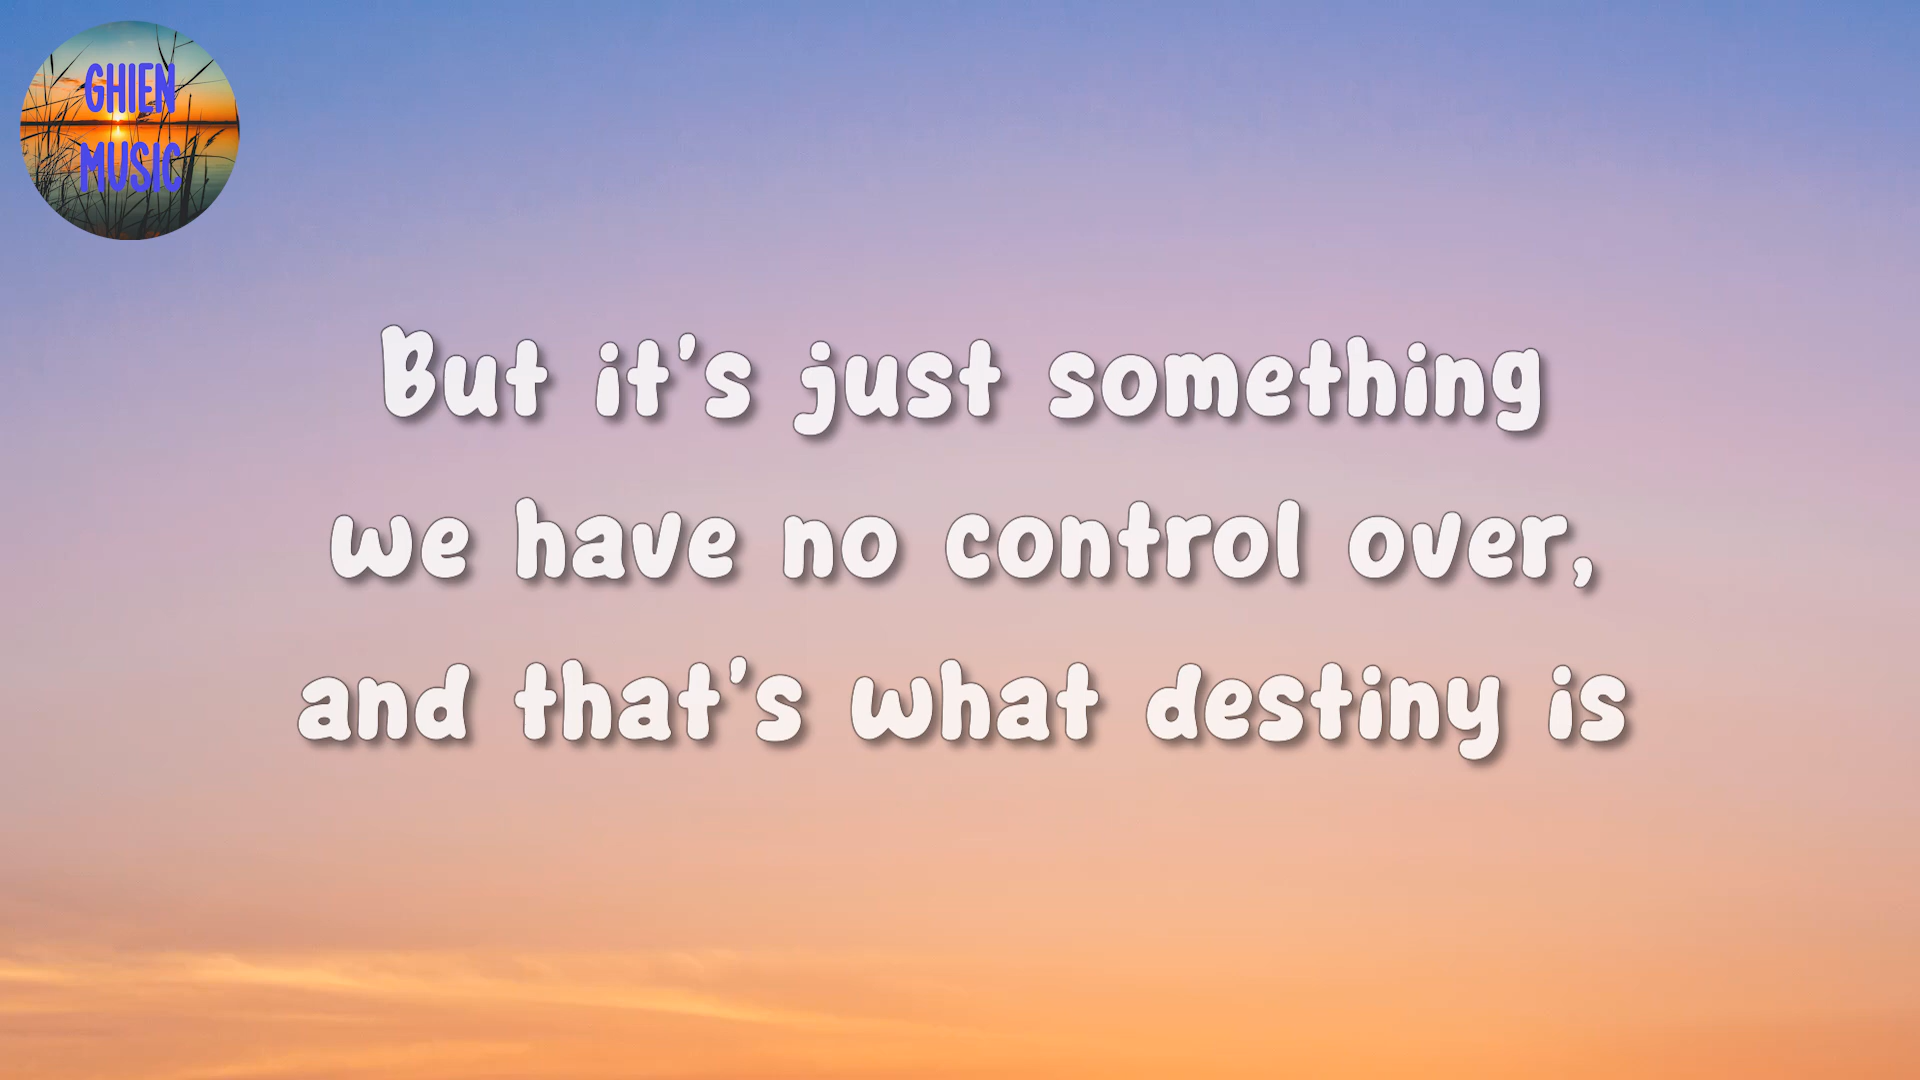 GHIEN
MUSIC
But it's just something
we have no control over,
and that's what destiny is